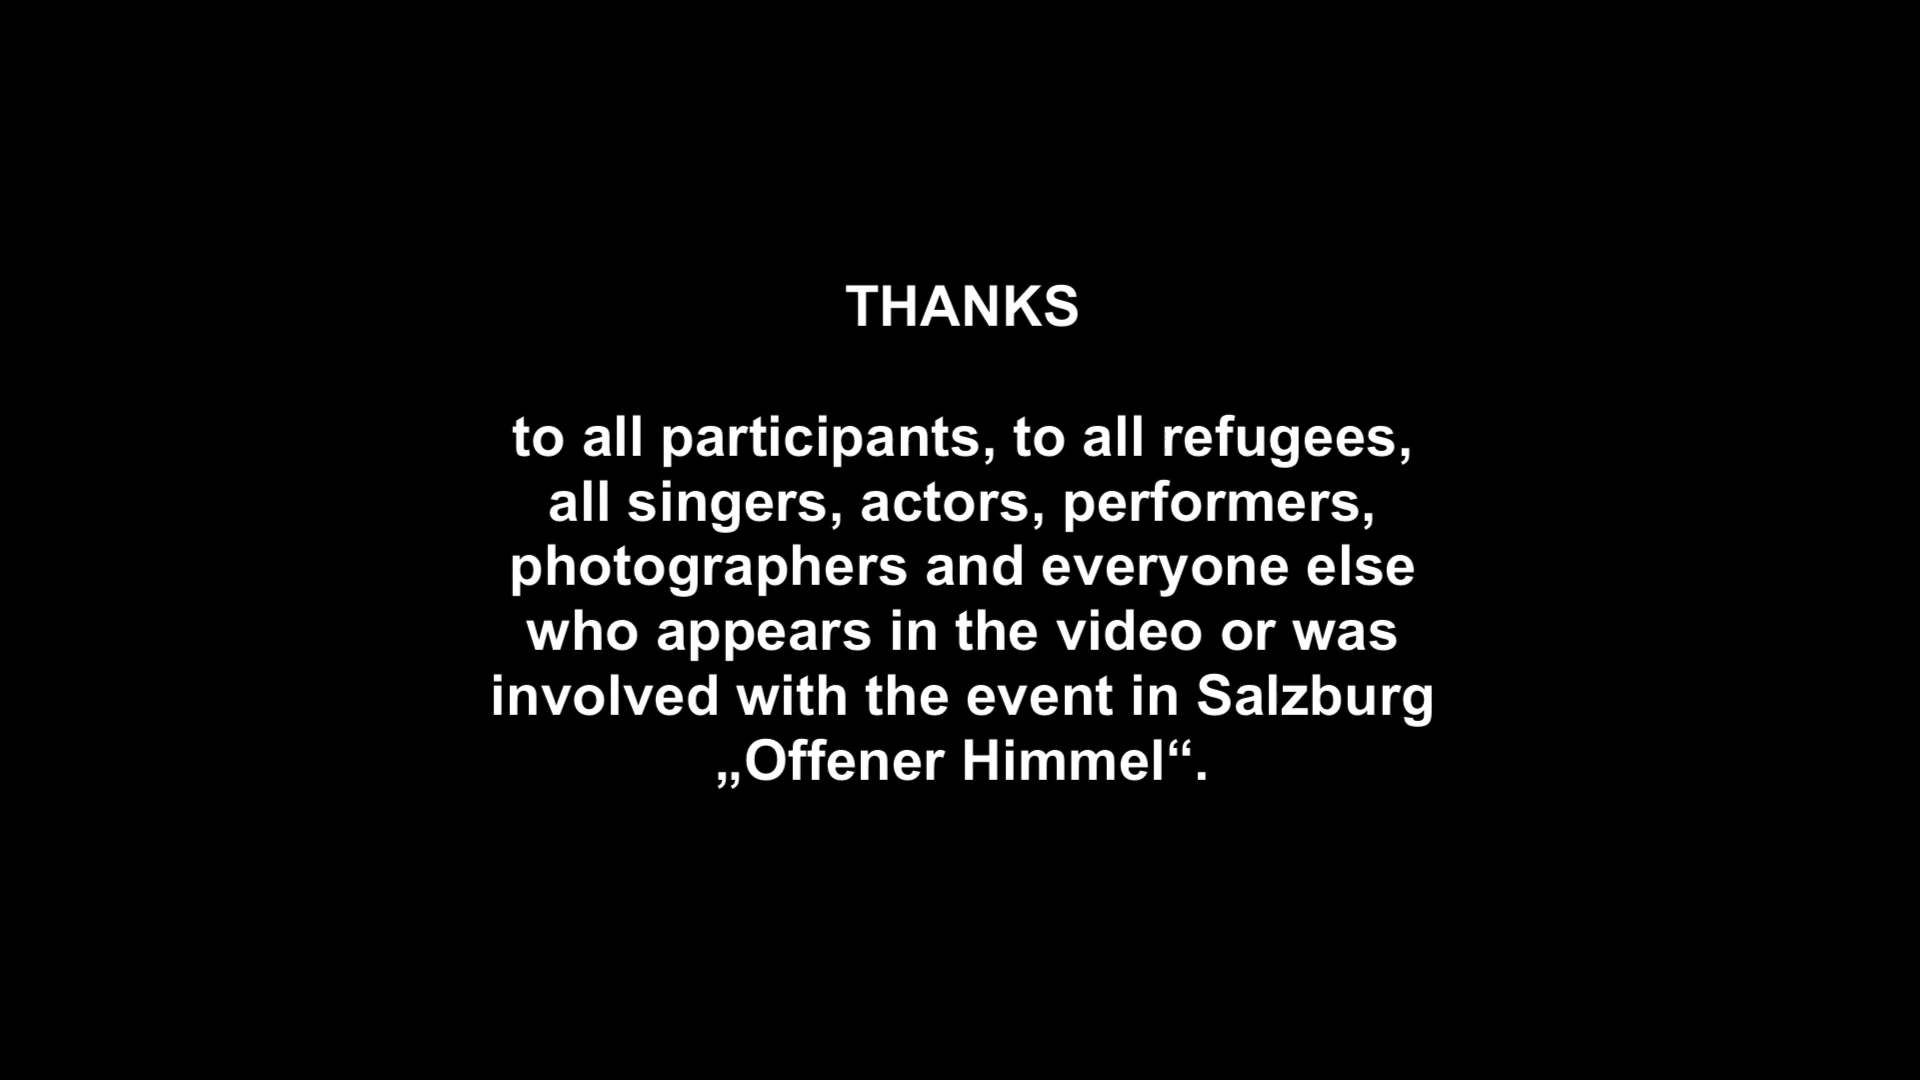 THANKS
to all participants, to all refugees,
all singers, actors, performers,
photographers and everyone else
who appears in the video or was
involved with the event in Salzburg
„Offener Himmel“.